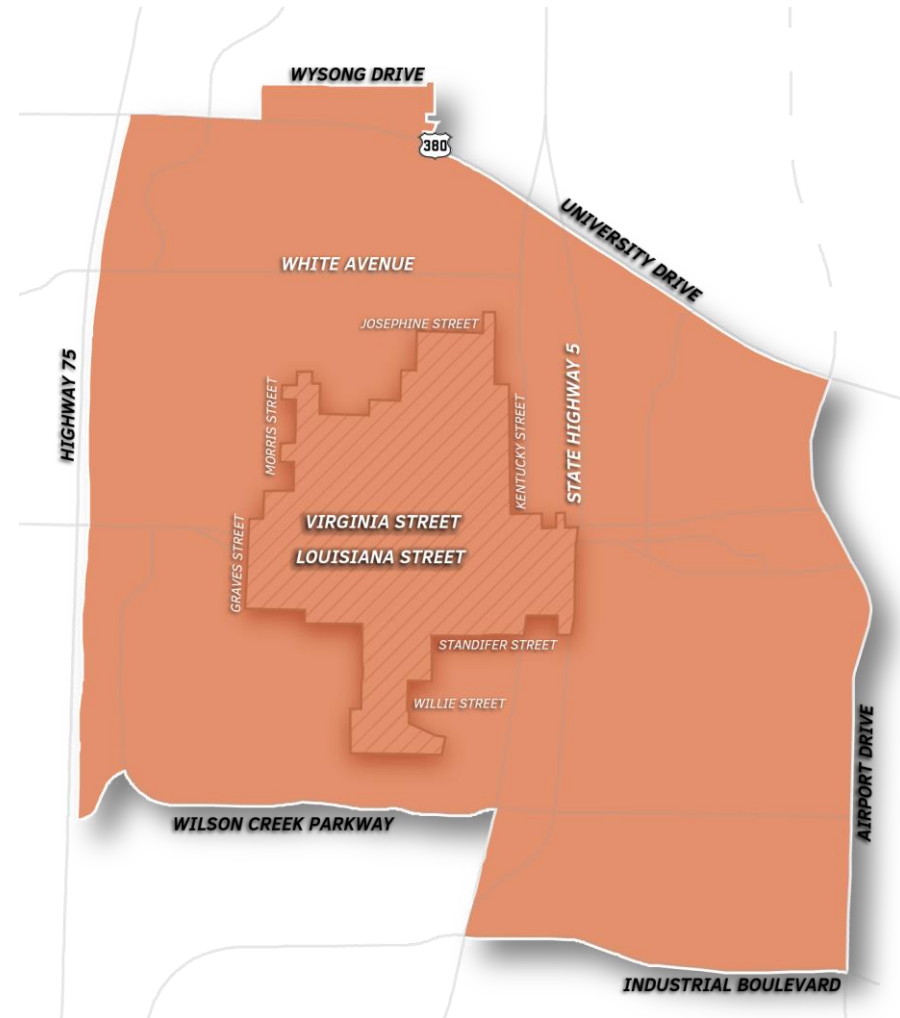 WYSONG DRIVE
380
UNIVERSITY DRIVE
WHITE AVENUE
JOSEPHINE STREET
HIGHWAY 75
MORRIS STREET
KENTUCKY STREET
STATE HIGHWAY 5
VIRGINIA STREET
LOUISIANA STREET
GRAVES STREET
STANDIFER STREET
WILLIE STREET
AIRPORT DRIVE
WILSON CREEK PARKWAY
INDUSTRIAL BOULEVARD